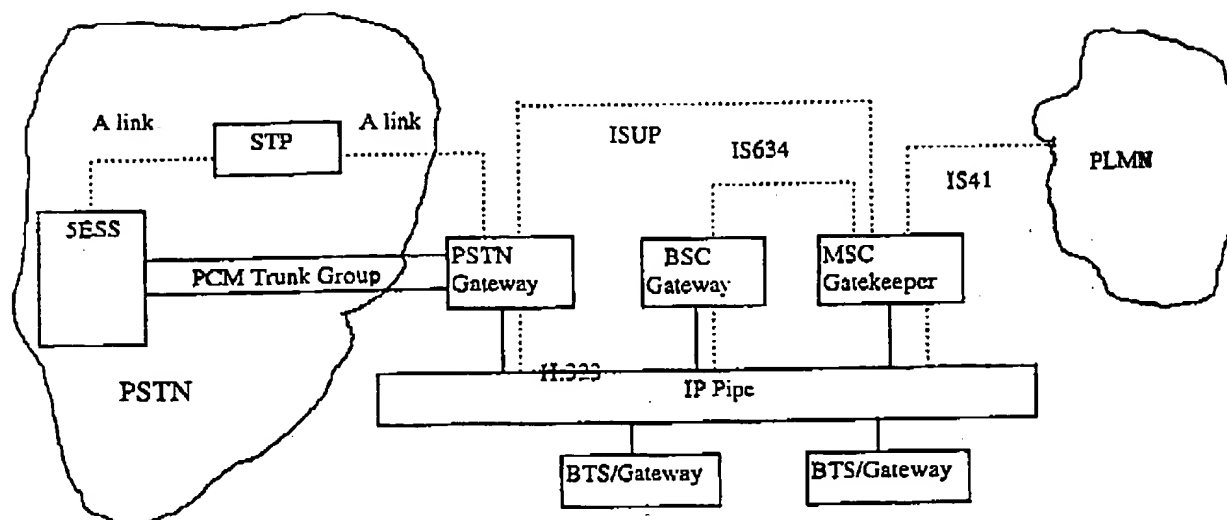 A link
A link
STP
ISUP
IS634
IS41
PLMN
5ESS
PCM Trunk Group
PSTN
Gateway
BSC
Gateway
MSC
Gatekeeper
PSTN
H.323
IP Pipe
BTS/Gateway
BTS/Gateway